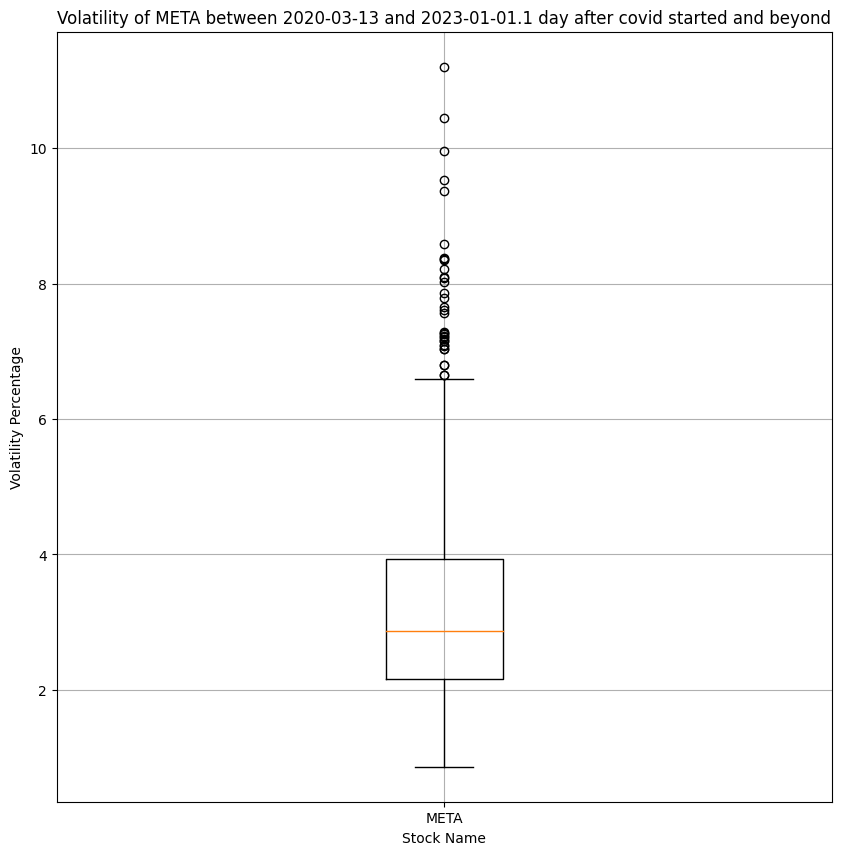 Volatility of META between 2020-03-13 and 2023-01-01.1 day after covid started and beyond
10
8
6
4
2
Volatility Percentage
META
Stock Name